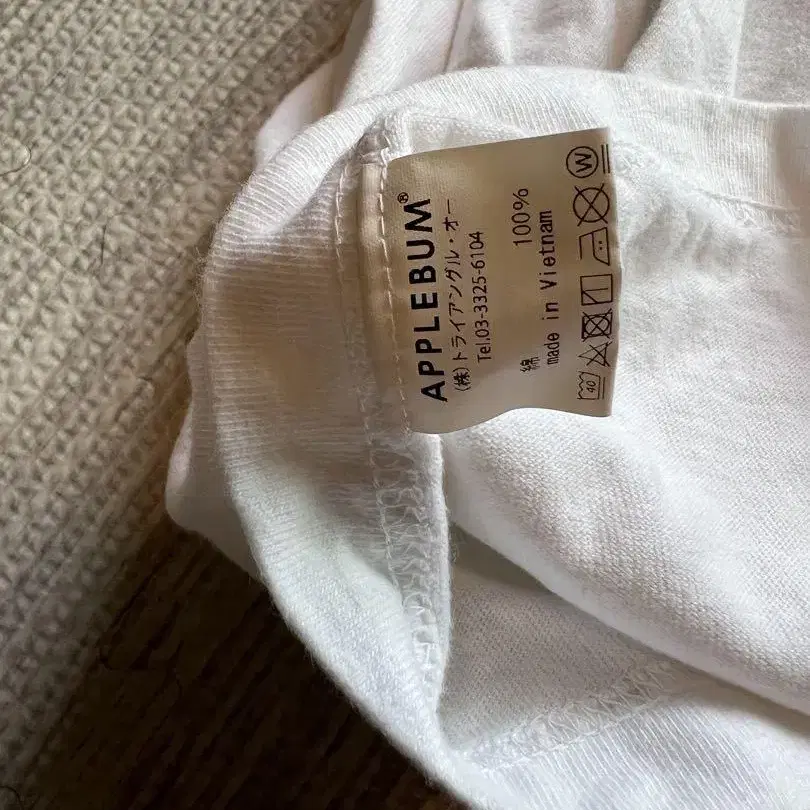 APPLEBUM®
(株)トライアングル・オー
Tel.03-3325-6104
綿 100%
made in Vietnam
40 W